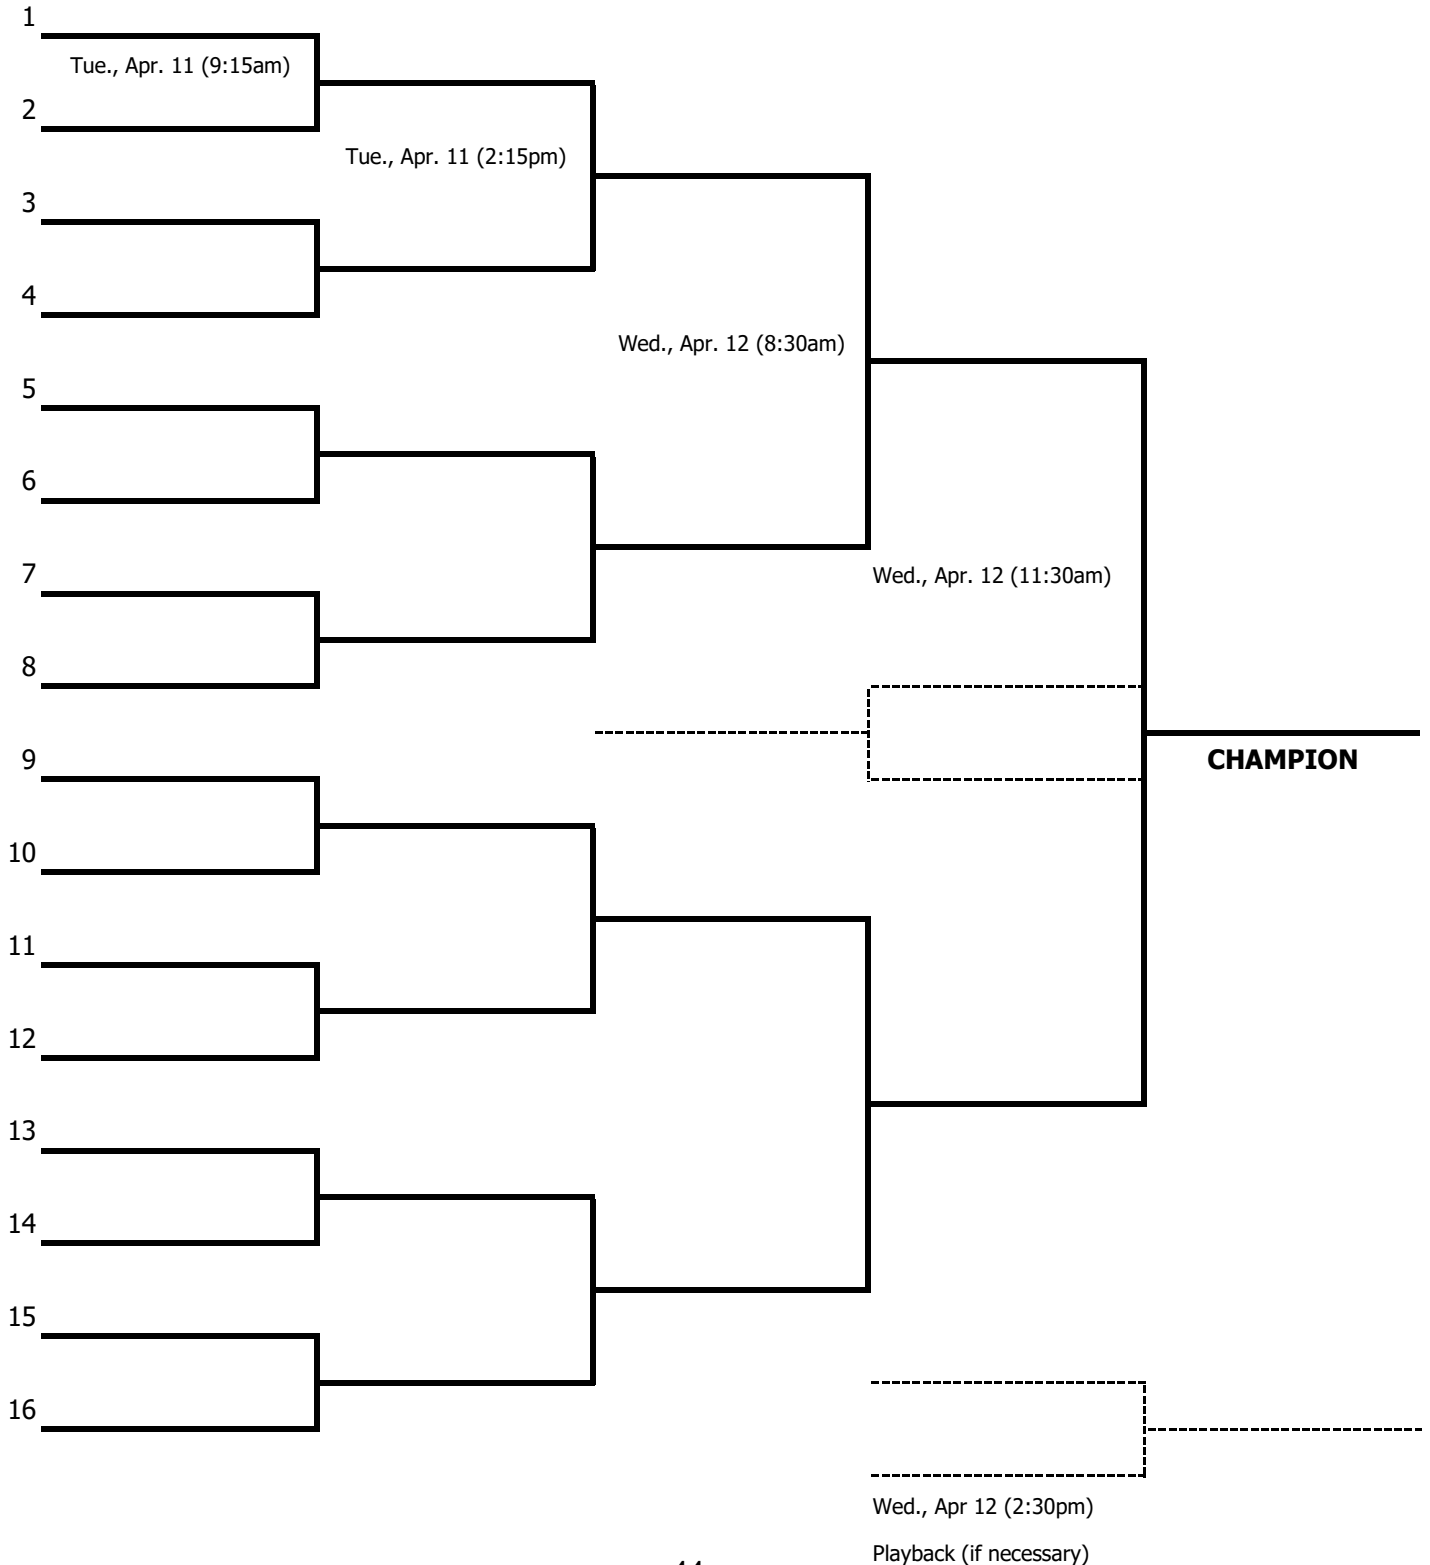 1
Tue., Apr. 11 (9:15am)
2
Tue., Apr. 11 (2:15pm)
3
4
Wed., Apr. 12 (8:30am)
5
6
7
Wed., Apr. 12 (11:30am)
8
9
CHAMPION
10
11
12
13
14
15
16
Wed., Apr 12 (2:30pm)
Playback (if necessary)